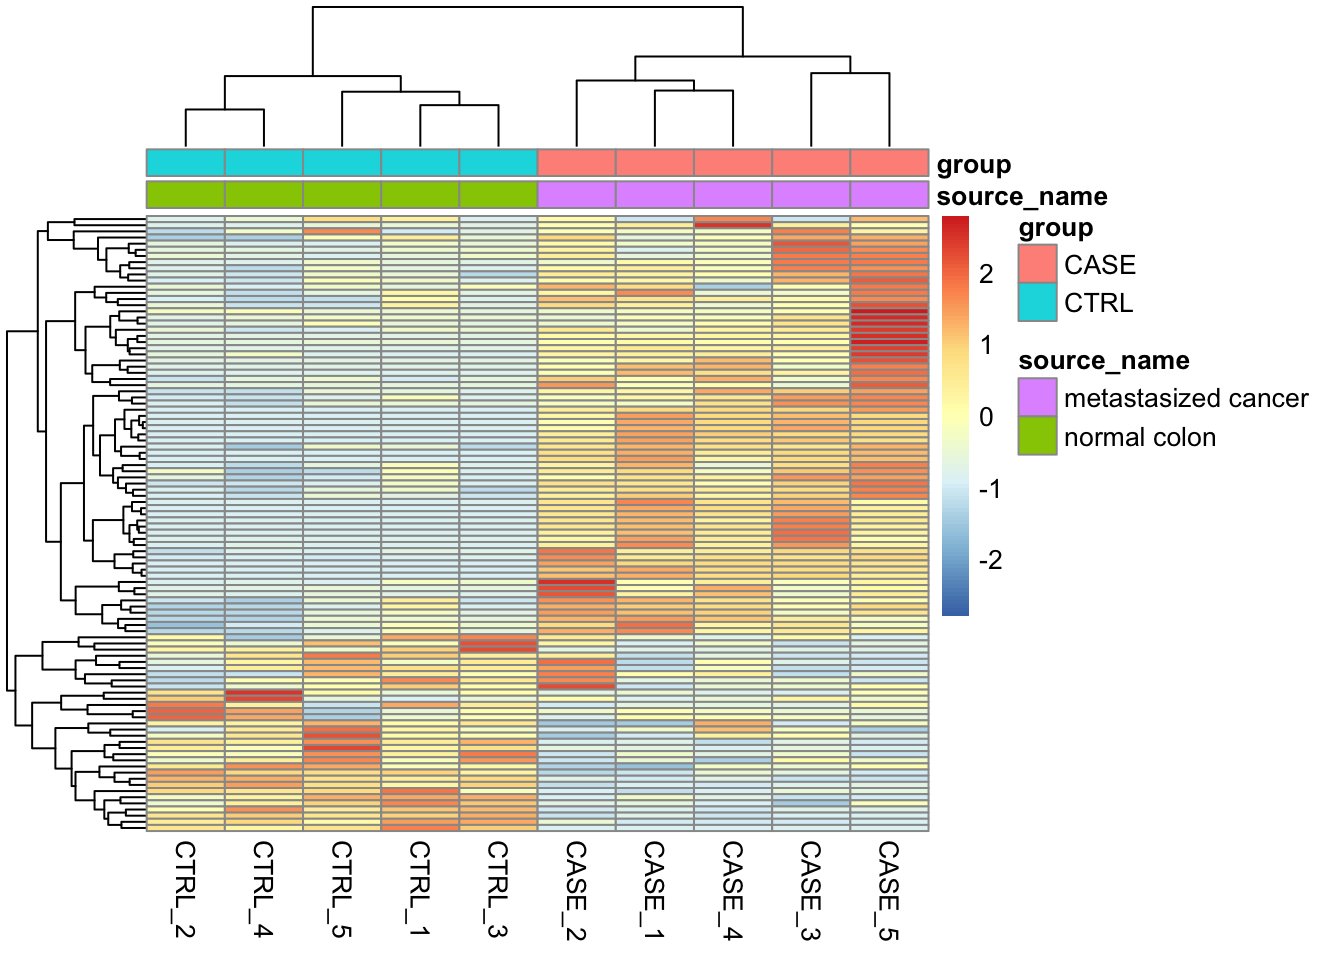 group
source_name
group
CASE
CTRL
source_name
metastasized cancer
normal colon
2
1
0
-1
-2
CTRL_2
CTRL_4
CTRL_5
CTRL_1
CTRL_3
CASE_2
CASE_1
CASE_4
CASE_3
CASE_5